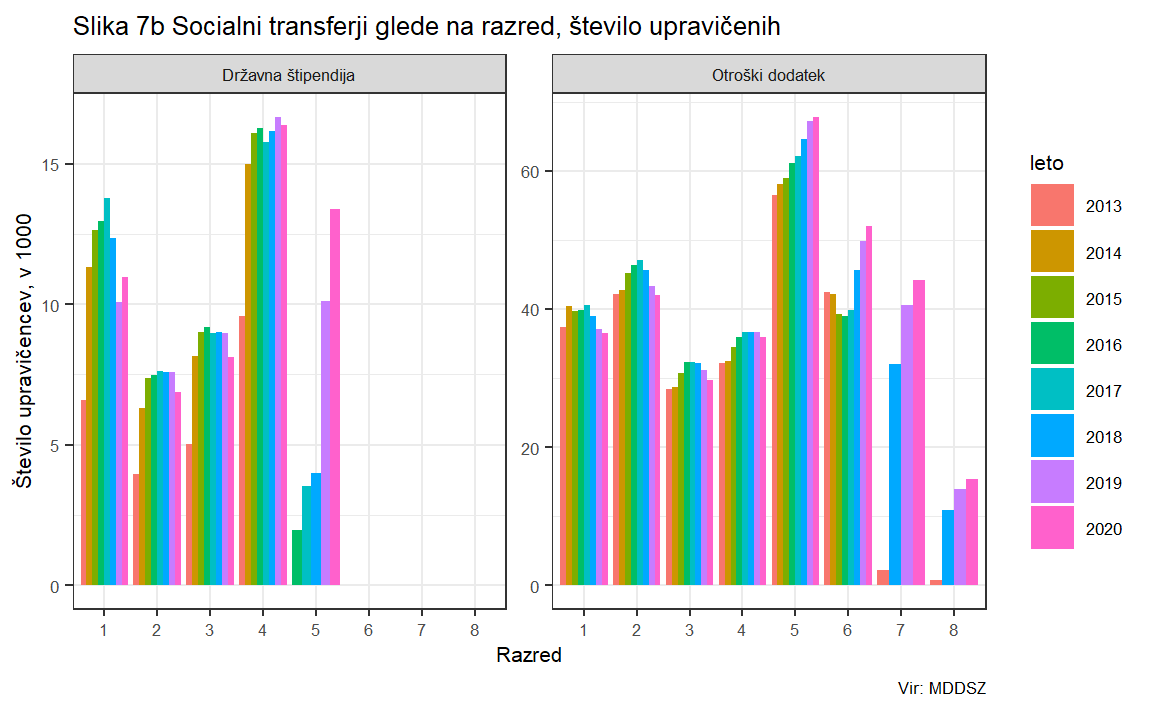 Slika 7b Socialni transferji glede na razred, število upravičenih
Državna štipendija
Otroški dodatek
Število upravičencev, v 1000
15
10
5
0
60
40
20
0
1 2 3 4 5 6 7 8
1 2 3 4 5 6 7 8
Razred
leto
2013
2014
2015
2016
2017
2018
2019
2020
Vir: MDDSZ